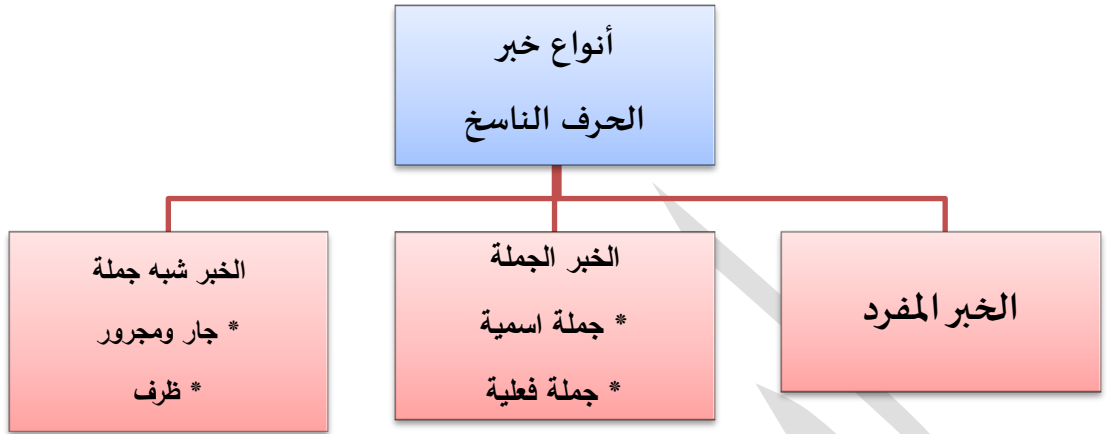 أنواع خبر
الحرف الناسخ
الخبر المفرد
الخبر الجملة
* جملة اسمية
* جملة فعلية
الخبر شبه جملة
* جار ومجرور
* ظرف